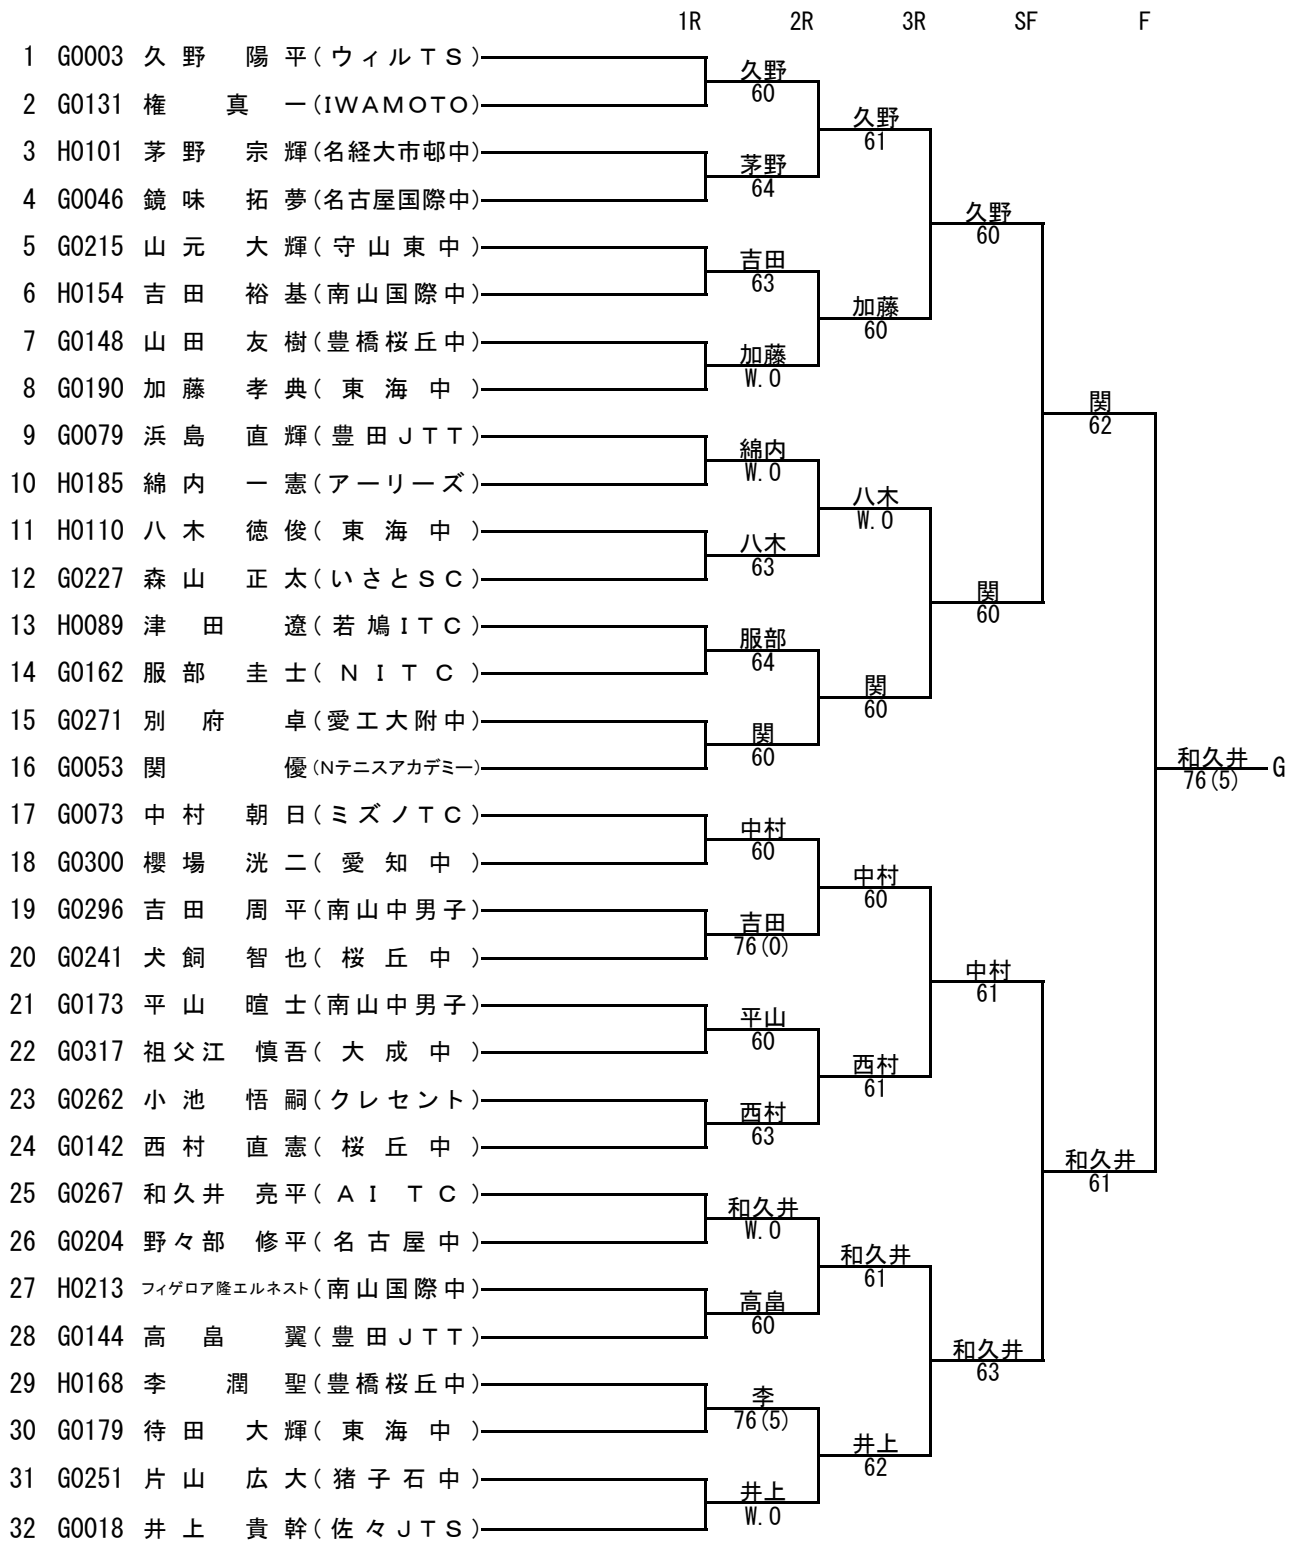 1R 2R 3R SF F
1 G0003 久野 陽平(ウィルTS)
久野
60
2 G0131 権 真一(IWAMOTO)
久野
61
3 H0101 茅野 宗輝(名経大市邨中)
茅野
64
4 G0046 鏡味 拓夢(名古屋国際中)
久野
60
5 G0215 山元 大輝(守山東中)
吉田
63
6 H0154 吉田 裕基(南山国際中)
加藤
60
7 G0148 山田 友樹(豊橋桜丘中)
加藤
W.0
8 G0190 加藤 孝典(東海中)
関
62
9 G0079 浜島 直輝(豊田JTT)
綿内
W.0
10 H0185 綿内 一憲(アーリーズ)
八木
W.0
11 H0110 八木 徳俊(東海中)
八木
63
12 G0227 森山 正太(いさとSC)
関
60
13 H0089 津田 遼(若鳩ITC)
服部
64
14 G0162 服部 圭士(NITC)
関
60
15 G0271 別府 卓(愛工大附中)
関
60
16 G0053 関 優(Nテニスアカデミー)
和久井 G
76(5)
17 G0073 中村 朝日(ミズノTC)
中村
60
18 G0300 櫻場 洸二(愛知中)
中村
60
19 G0296 吉田 周平(南山中男子)
吉田
76(0)
20 G0241 犬飼 智也(桜丘中)
中村
61
21 G0173 平山 暄士(南山中男子)
平山
60
22 G0317 祖父江 慎吾(大成中)
西村
61
23 G0262 小池 悟嗣(クレセント)
西村
63
24 G0142 西村 直憲(桜丘中)
和久井
61
25 G0267 和久井 亮平(AI TC)
和久井
W.0
26 G0204 野々部 修平(名古屋中)
和久井
61
27 H0213 フィゲロア隆エルネスト(南山国際中)
高畠
60
28 G0144 高畠 翼(豊田JTT)
和久井
63
29 H0168 李 潤聖(豊橋桜丘中)
李
76(5)
30 G0179 待田 大輝(東海中)
井上
62
31 G0251 片山 広大(猪子石中)
井上
W.0
32 G0018 井上 貴幹(佐々JTS)